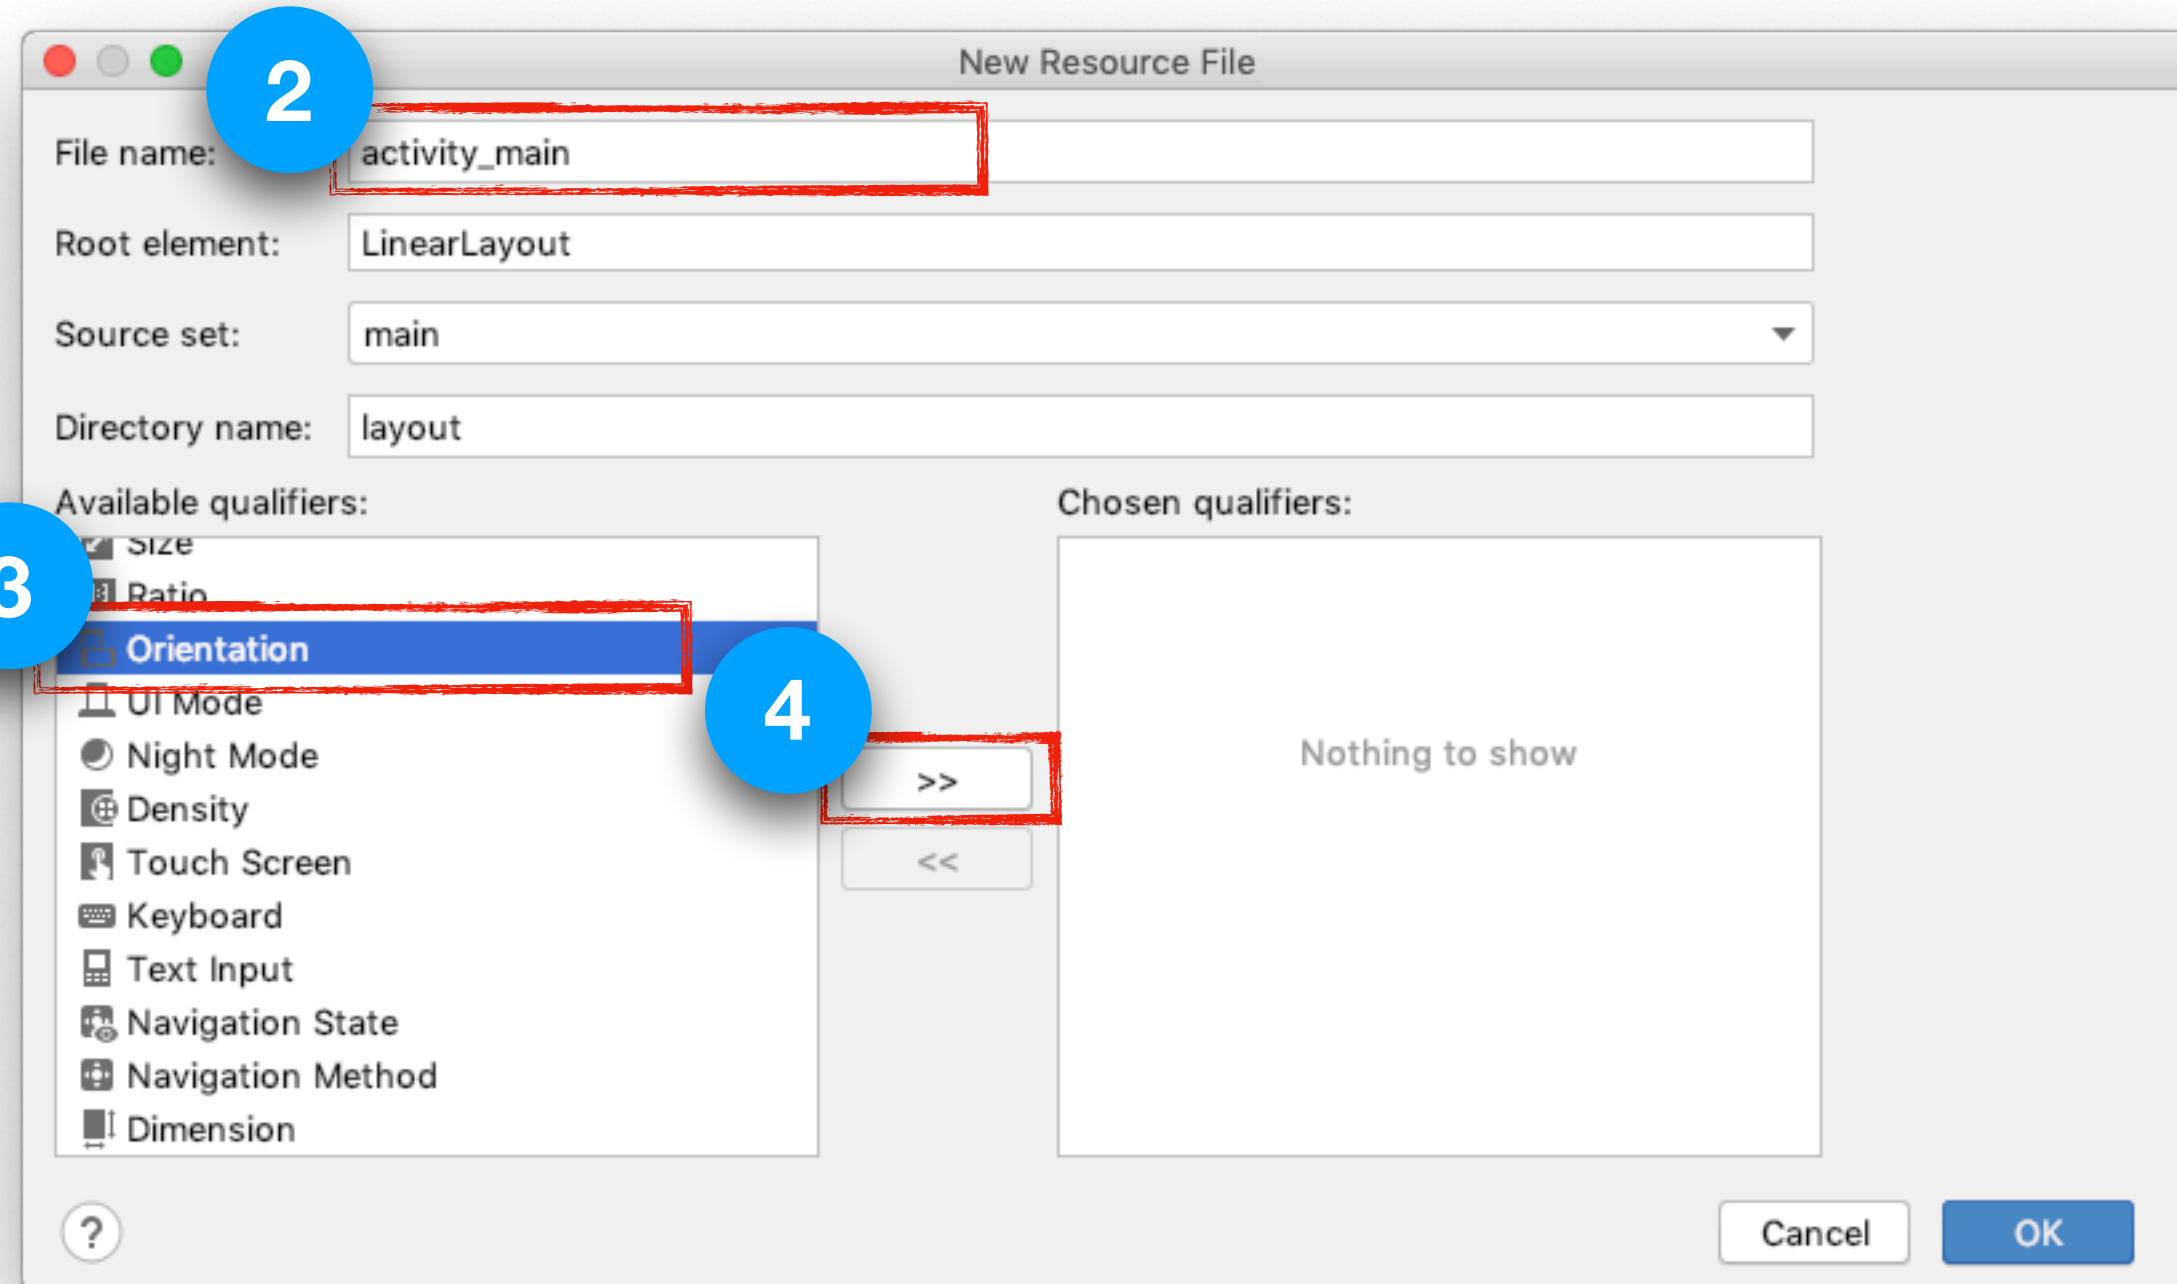 2
New Resource File
File name: activity_main
Root element: LinearLayout
Source set: main
Directory name: layout
Available qualifiers:
Chosen qualifiers:
3
Size
Ratio
Orientation
UI Mode
Night Mode
Density
Touch Screen
Keyboard
Text Input
Navigation State
Navigation Method
Dimension
4
>>
<<
Nothing to show
?
Cancel
OK